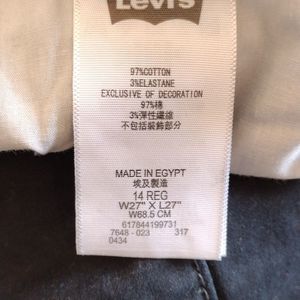 Levi's
97%COTTON
3%ELASTANE
EXCLUSIVE OF DECORATION
97%棉
3%彈性纖維
不包括裝飾部分
MADE IN EGYPT
埃及製造
14 REG
W27" X L27"
W68.5 CM
617844199731
7648 - 023 317
0434